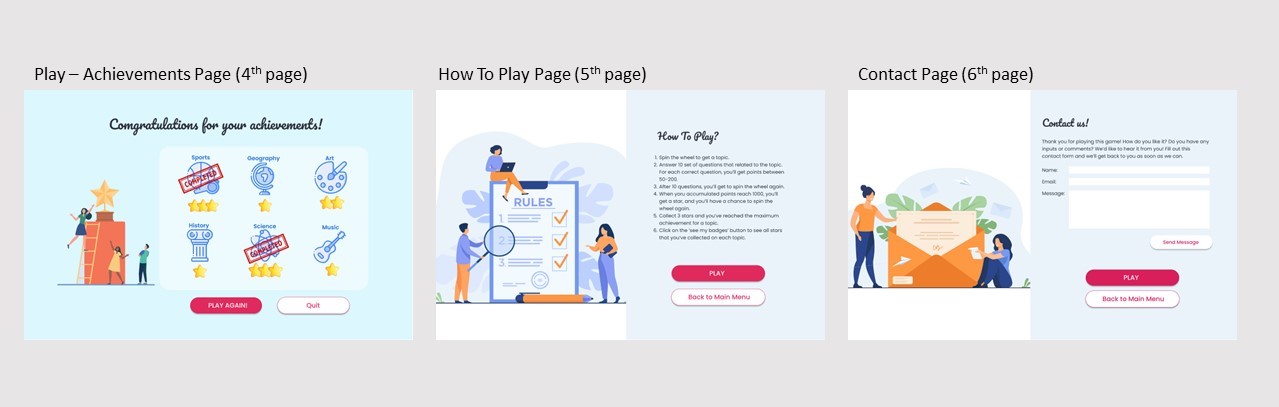 Play – Achievements Page (4th page)
Comgratulations for your achievements!
Sports
COMPLETED
Geography
Art
History
Science
COMPLETED
Music
PLAY AGAIN!
Quit
How To Play Page (5th page)
RULES
1
2
3
How To Play?
1. Spin the wheel to get a topic.
2. Answer 10 set of questions that related to the topic.
For each correct question, you'll get points between
50-200.
3. After 10 questions, you'll get to spin the wheel again.
4. When you accumulated points reach 1000, you'll
get a star, and you'll have a chance to spin the
wheel again.
5. Collect 3 stars and you've reached the maximum
achievement for a topic.
6. Click on the 'see my badges' button to see all stars
that you've collected on each topic.
PLAY
Back to Main Menu
Contact Page (6th page)
Contact us!
Thank you for playing this game! How do you like it? Do you have any
inputs or comments? We'd like to hear it from you! Fill out this
contact form and we'll get back to you as soon as we can.
Name:
Email:
Message:
Send Message
PLAY
Back to Main Menu